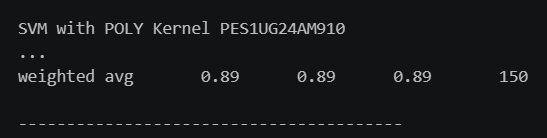 SVM with POLY Kernel PES1UG24AM910
...
weighted avg 0.89 0.89 0.89 150
----------------------------------------